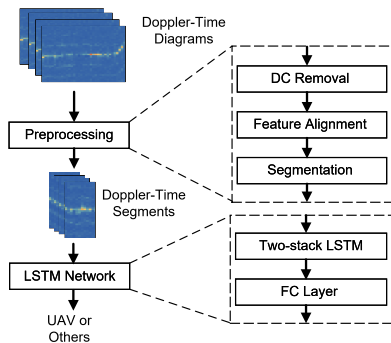 Doppler-Time
Diagrams
Preprocessing
Doppler-Time
Segments
LSTM Network
UAV or
Others
DC Removal
Feature Alignment
Segmentation
Two-stack LSTM
FC Layer